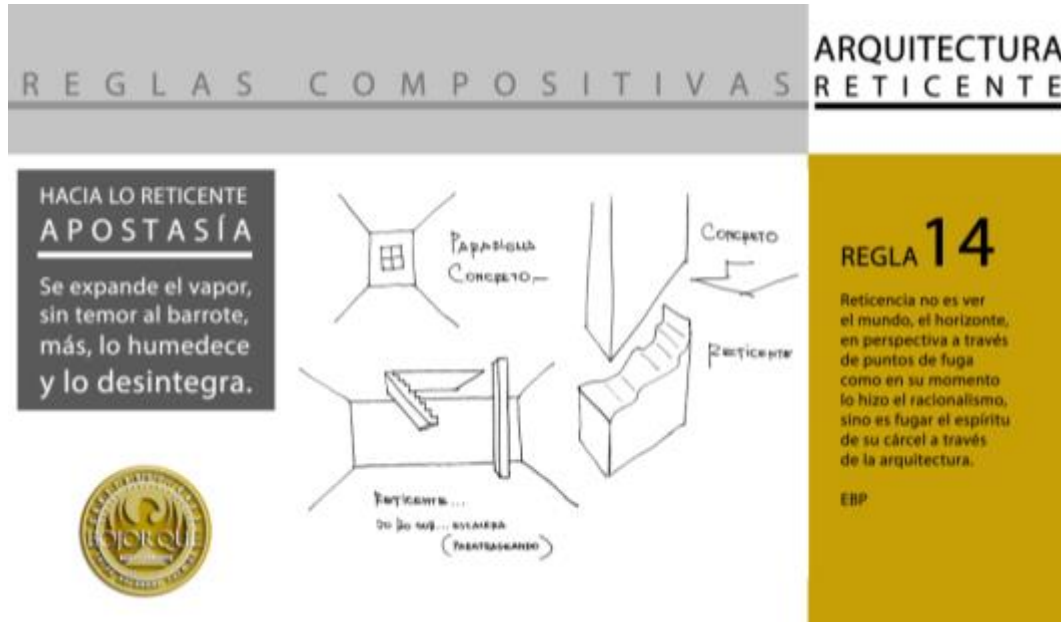 REGLAS COMPOSITIVAS
ARQUITECTURA
RETICENTE
HACIA LO RETICENTE
APOSTASÍA
Se expande el vapor,
sin temor al barrote,
más, lo humedece
y lo desintegra.
PARADIGMA
CONCRETO
CONCRETO
RETICENTE
RETICENTE...
... ESCALERA
(PARAFRASEANDO)
BOJORQUE
REGLA 14
Reticencia no es ver
el mundo, el horizonte,
en perspectiva a través
de puntos de fuga
como en su momento
lo hizo el racionalismo,
sino es fugar el espíritu
de su cárcel a través
de la arquitectura.
EBP